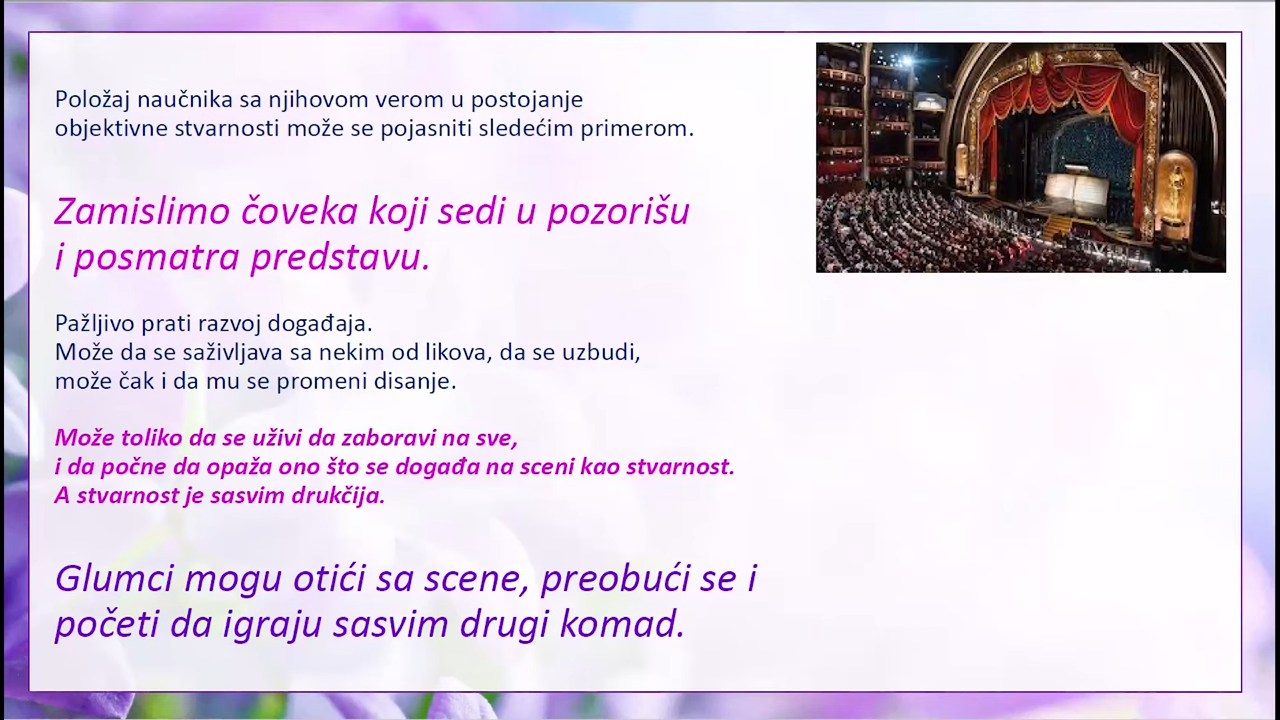 Položaj naučnika sa njihovom verom u postojanje
objektivne stvarnosti može se pojasniti sledećim primerom.
Zamislimo čoveka koji sedi u pozorišu
i posmatra predstavu.
Pažljivo prati razvoj događaja.
Može da se saživljava sa nekim od likova, da se uzbudi,
može čak i da mu se promeni disanje.
Može toliko da se uživi da zaboravi na sve,
i da počne da opaža ono što se događa na sceni kao stvarnost.
A stvarnost je sasvim drukčija.
Glumci mogu otići sa scene, preobući se i
početi da igraju sasvim drugi komad.